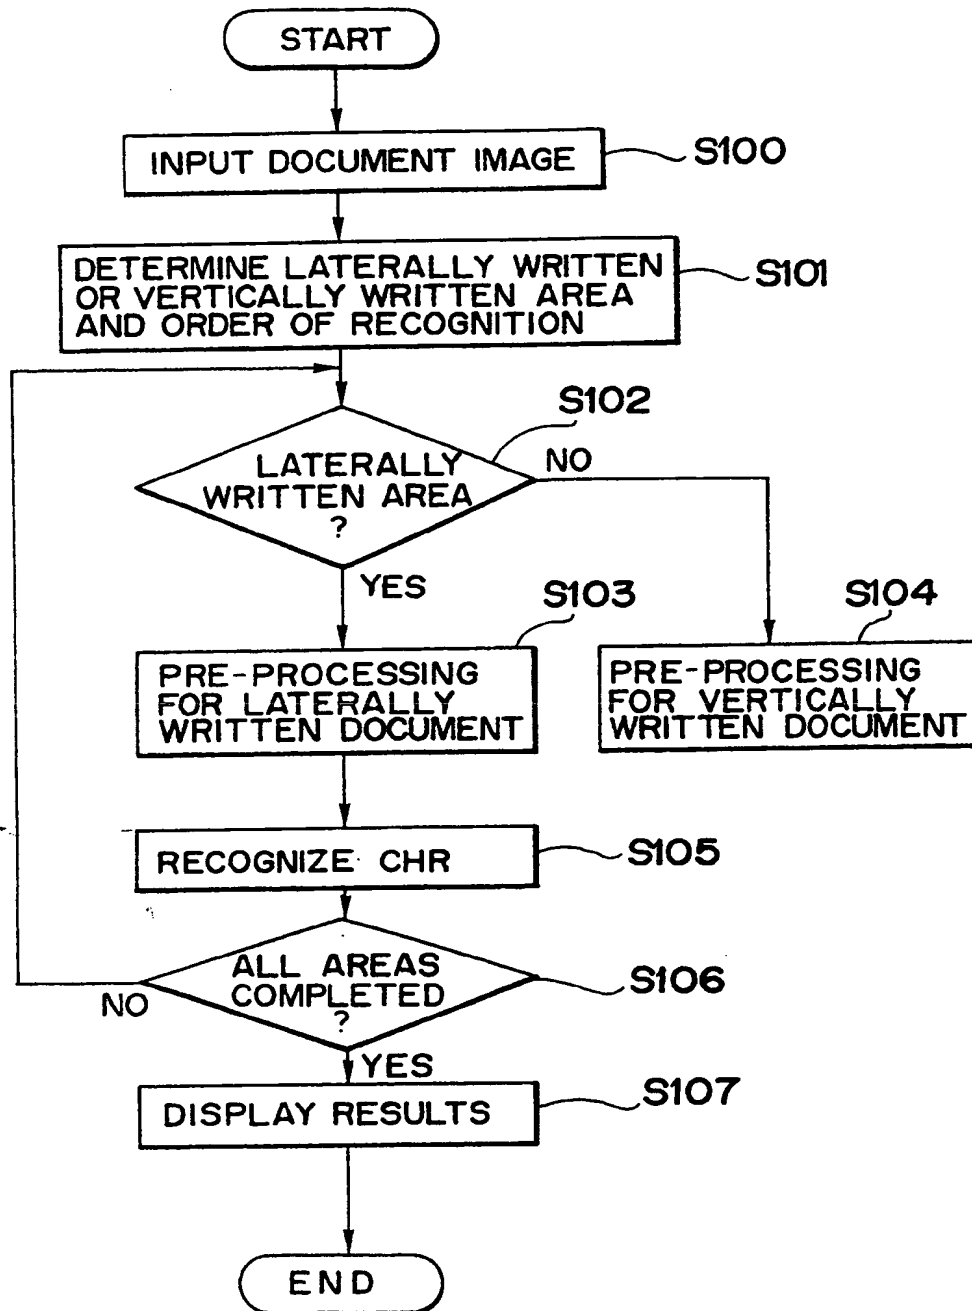 START
INPUT DOCUMENT IMAGE
S100
DETERMINE LATERALLY WRITTEN
OR VERTICALLY WRITTEN AREA
AND ORDER OF RECOGNITION
S101
S102
LATERALLY
WRITTEN AREA
?
NO
YES
S103
PRE-PROCESSING
FOR LATERALLY
WRITTEN DOCUMENT
S104
PRE-PROCESSING
FOR VERTICALLY
WRITTEN DOCUMENT
RECOGNIZE CHR
S105
ALL AREAS
COMPLETED
?
S106
NO
YES
DISPLAY RESULTS
S107
END